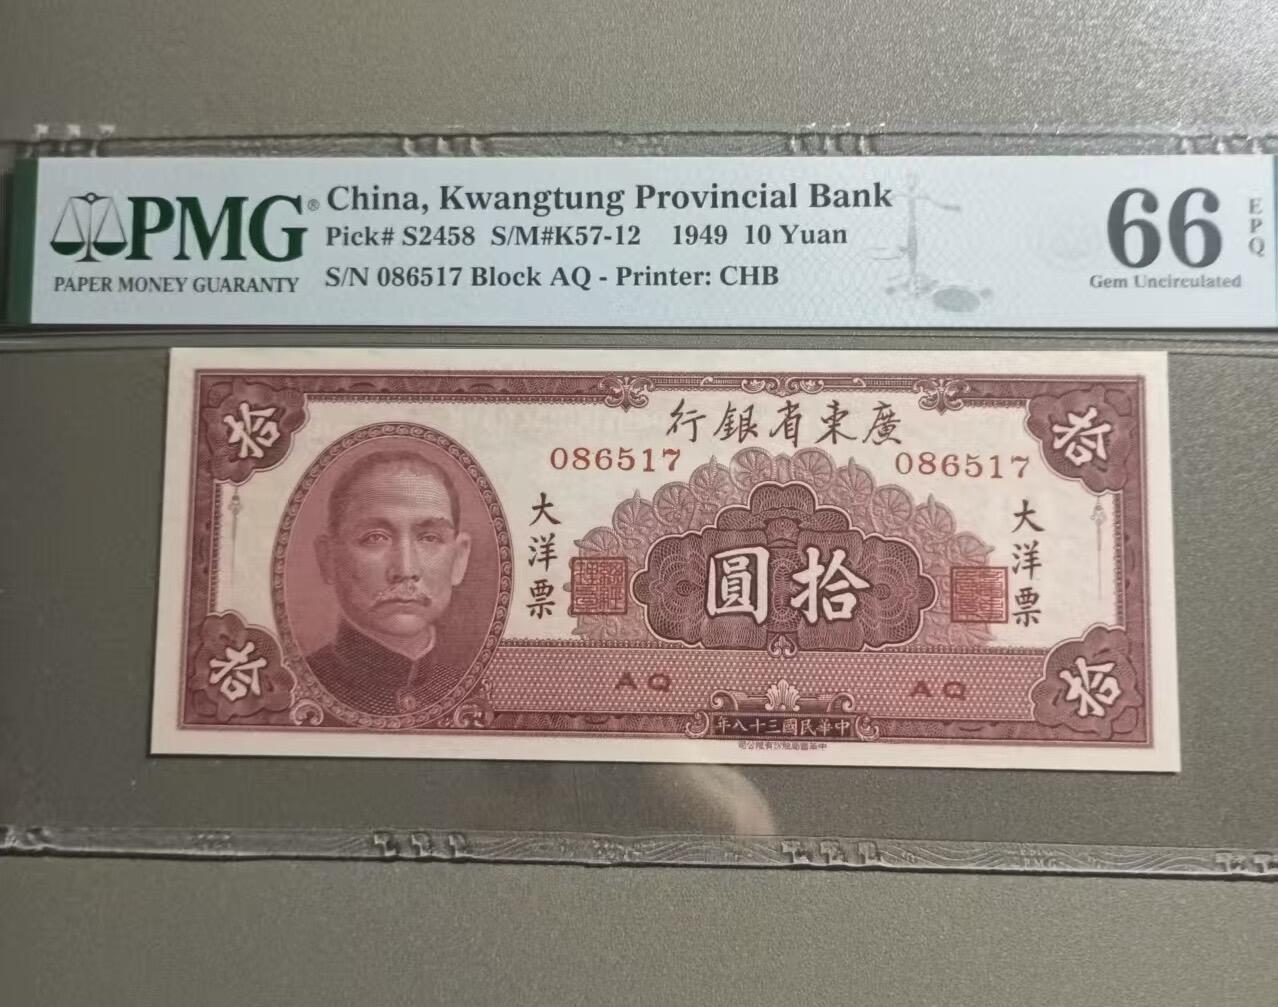 PMG®
PAPER MONEY GUARANTY
China, Kwangtung Provincial Bank
Pick# S2458 S/M#K57-12 1949 10 Yuan
S/N 086517 Block AQ - Printer: CHB
66
EPQ
Gem Uncirculated
拾
拾
行銀省東廣
086517
086517
大洋票
大洋票
圓拾
AQ
AQ
拾
拾
年八十三國民華中